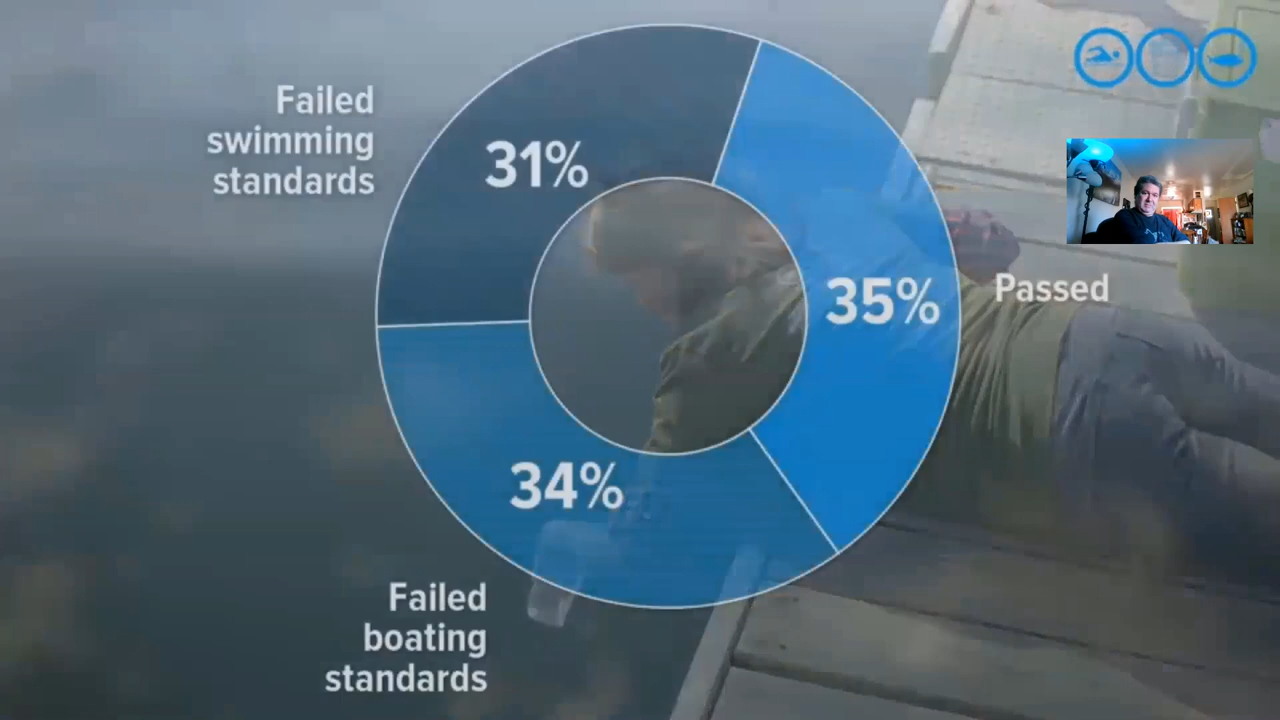 Failed
swimming
standards
31%
35%
Passed
34%
Failed
boating
standards